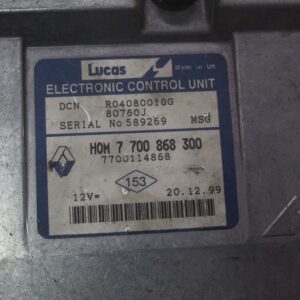 Lucas Made in UK
ELECTRONIC CONTROL UNIT
DCN R04080010G
80760J
SERIAL No 589269 MSG
HOM 7 700 868 300
7700114868
153
12V= 20.12.99